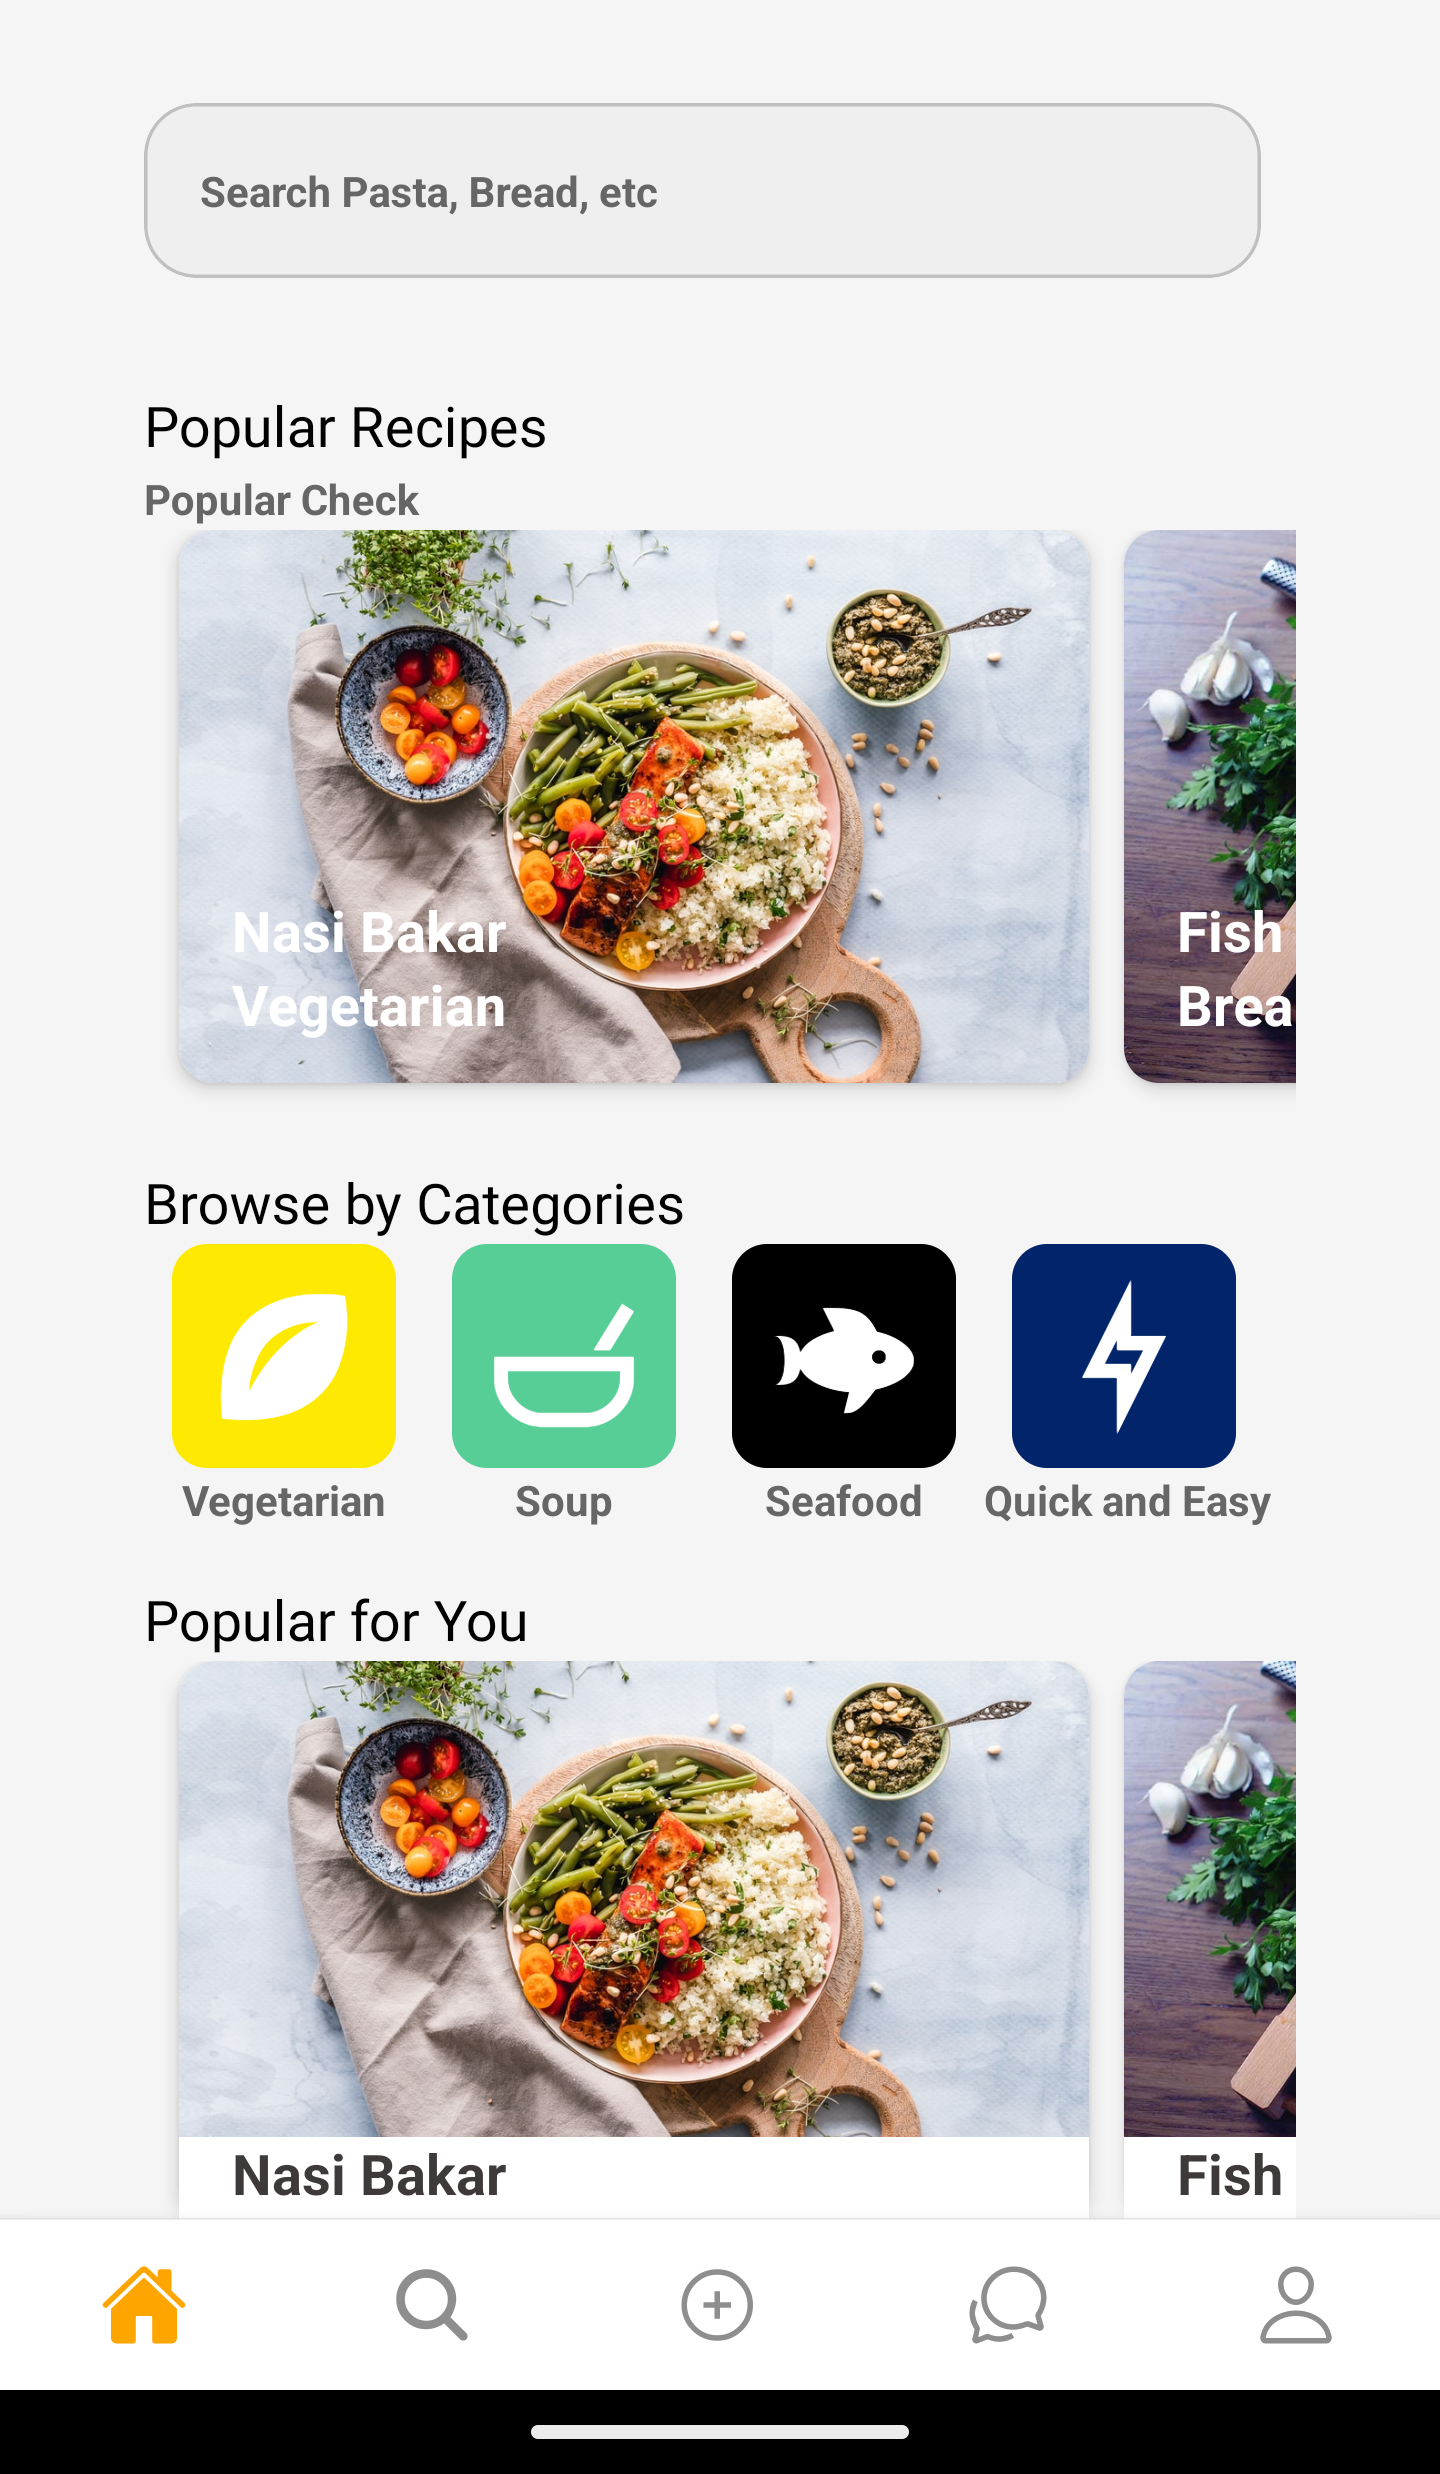 Search Pasta, Bread, etc
Popular Recipes
Popular Check
Nasi Bakar
Vegetarian
Fish
Brea
Browse by Categories
Vegetarian
Soup
Seafood
Quick and Easy
Popular for You
Nasi Bakar
Fish